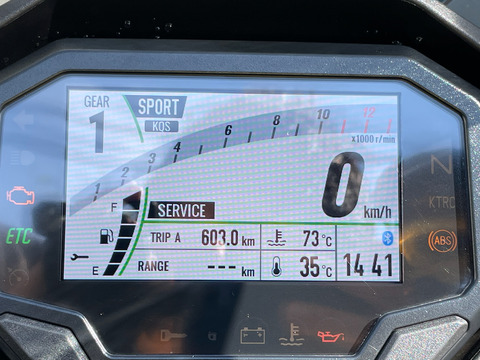 GEAR
1
SPORT
KQS
1 2 3 4 6 8 10 12
x1000 r/min
0
km/h
N
KTRC
ABS
ETC
F
E
SERVICE
TRIP A 603.0 km
73 °C
RANGE --- km
35 °C
14 41